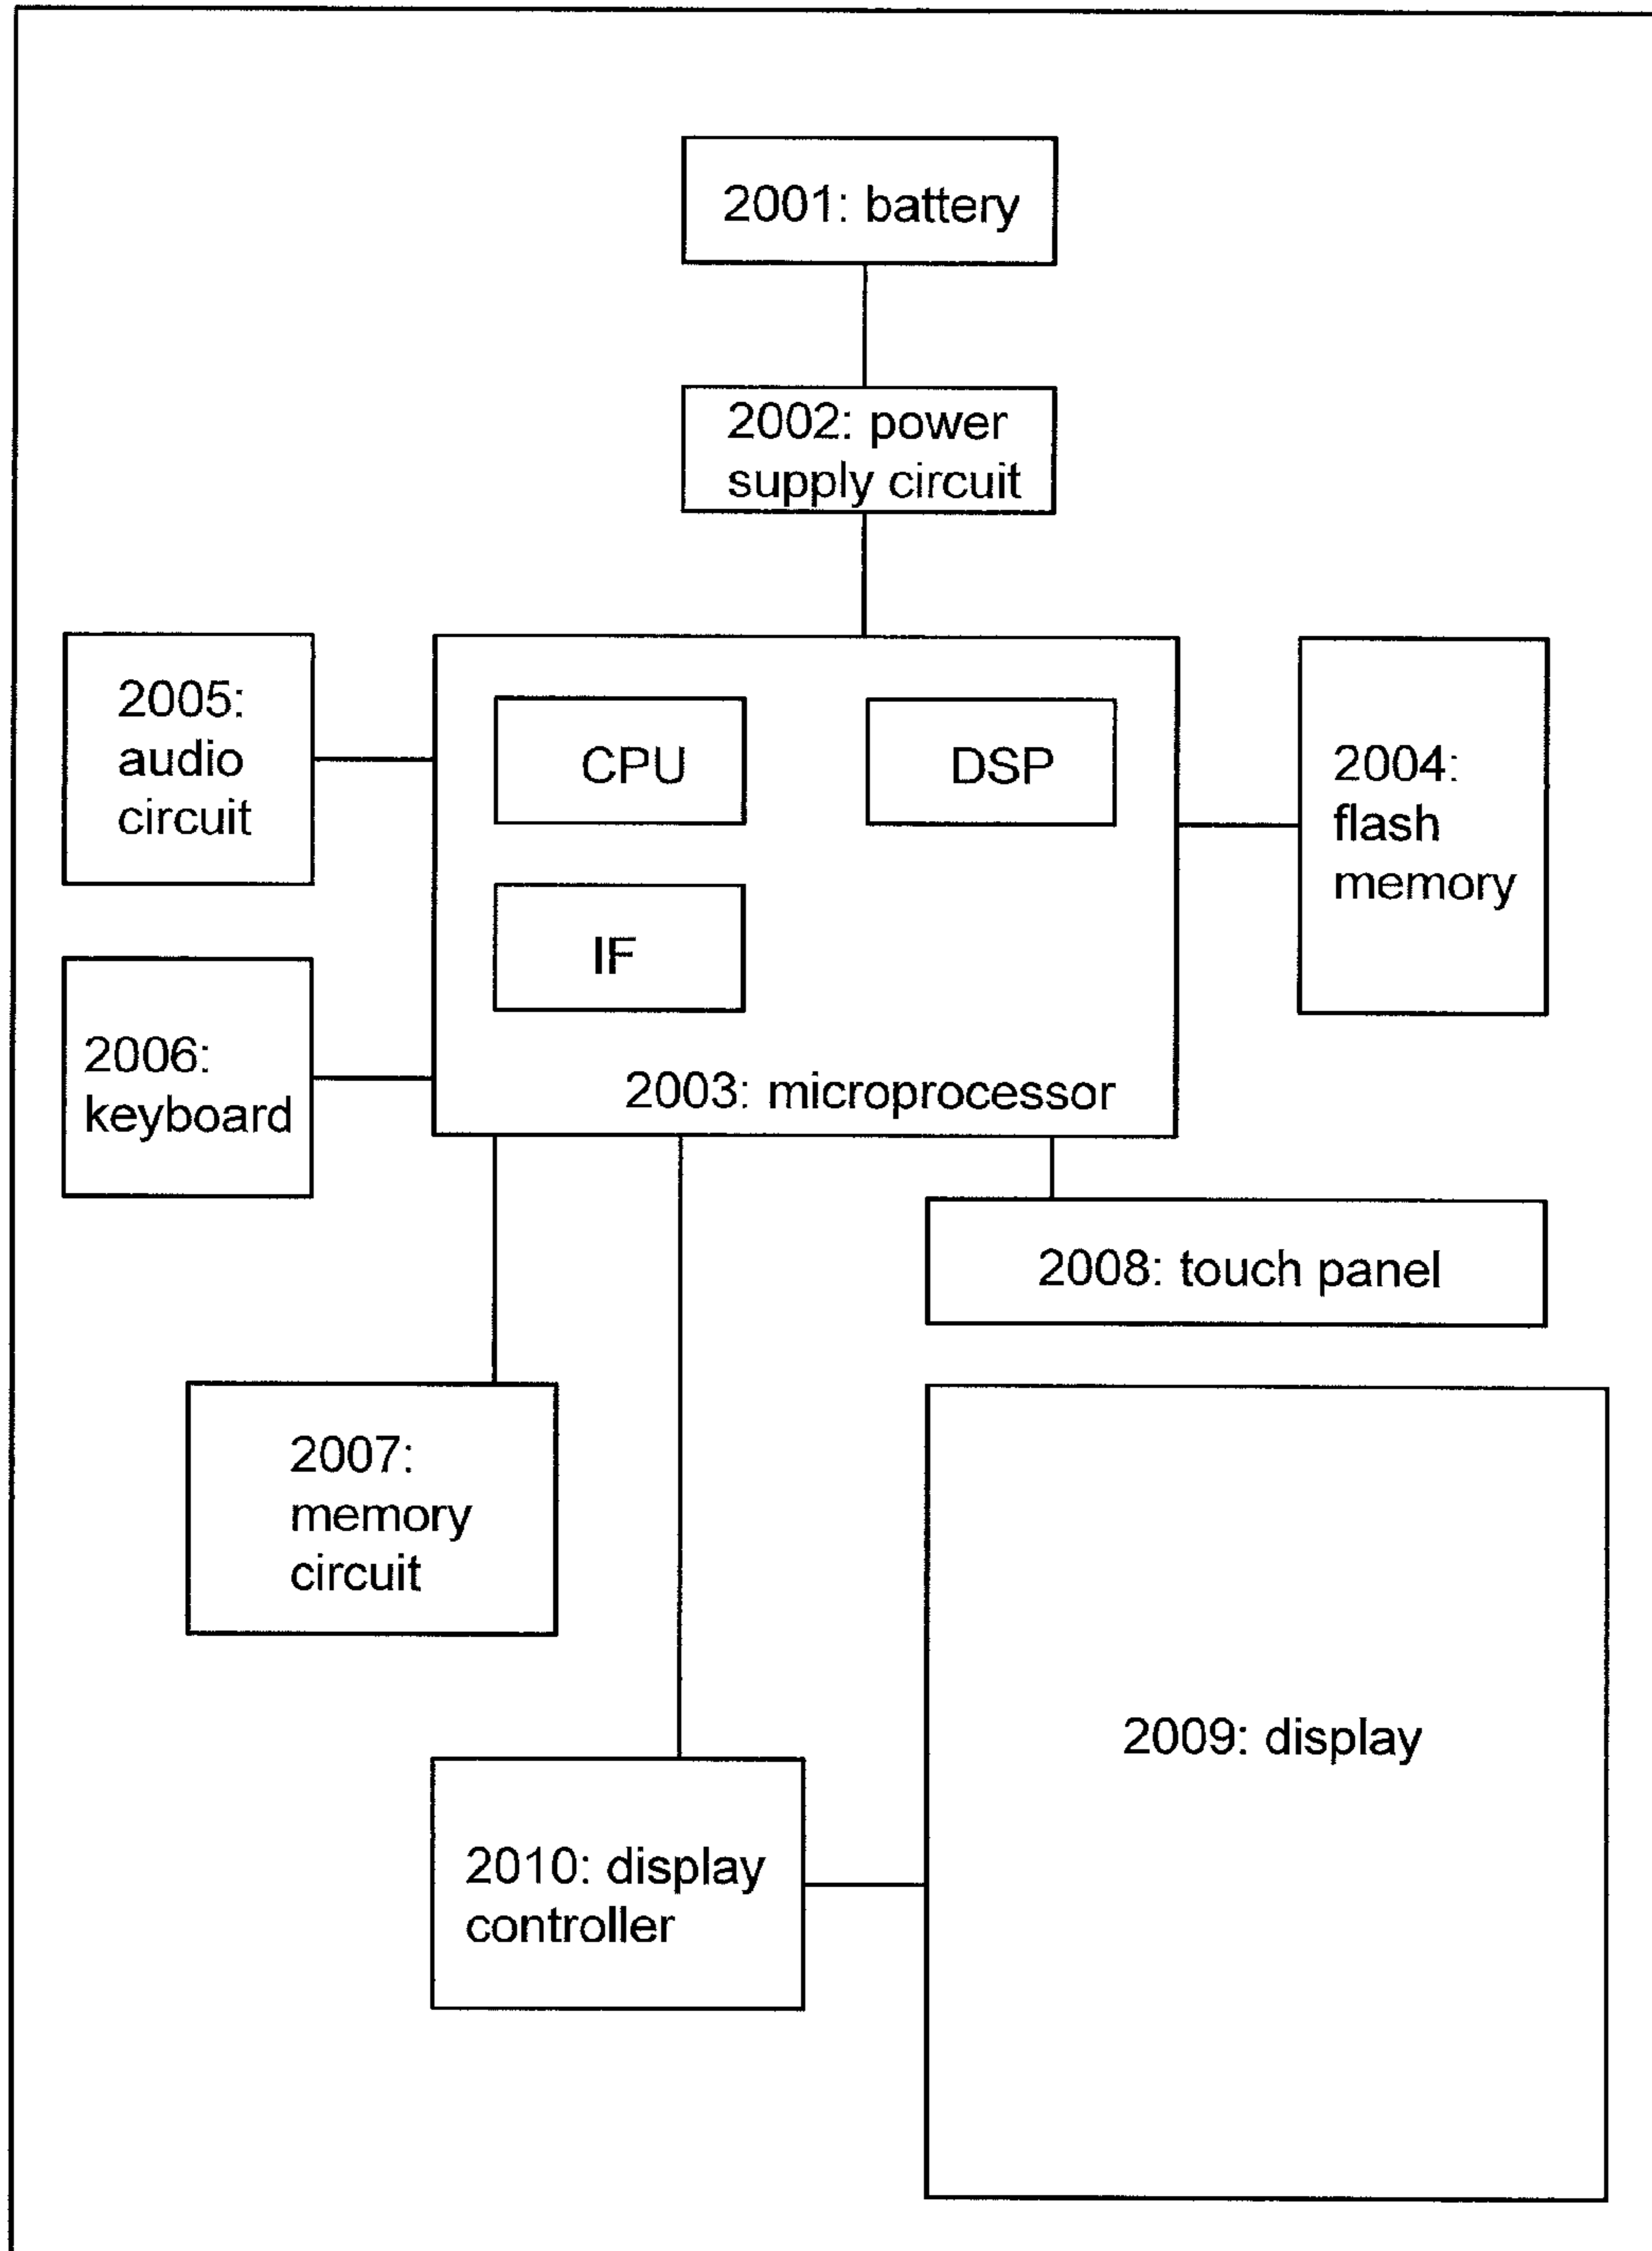 2001: battery
2002: power
supply circuit
2005:
audio
circuit
CPU
DSP
2004:
flash
memory
IF
2006:
keyboard
2003: microprocessor
2008: touch panel
2007:
memory
circuit
2009: display
2010: display
controller